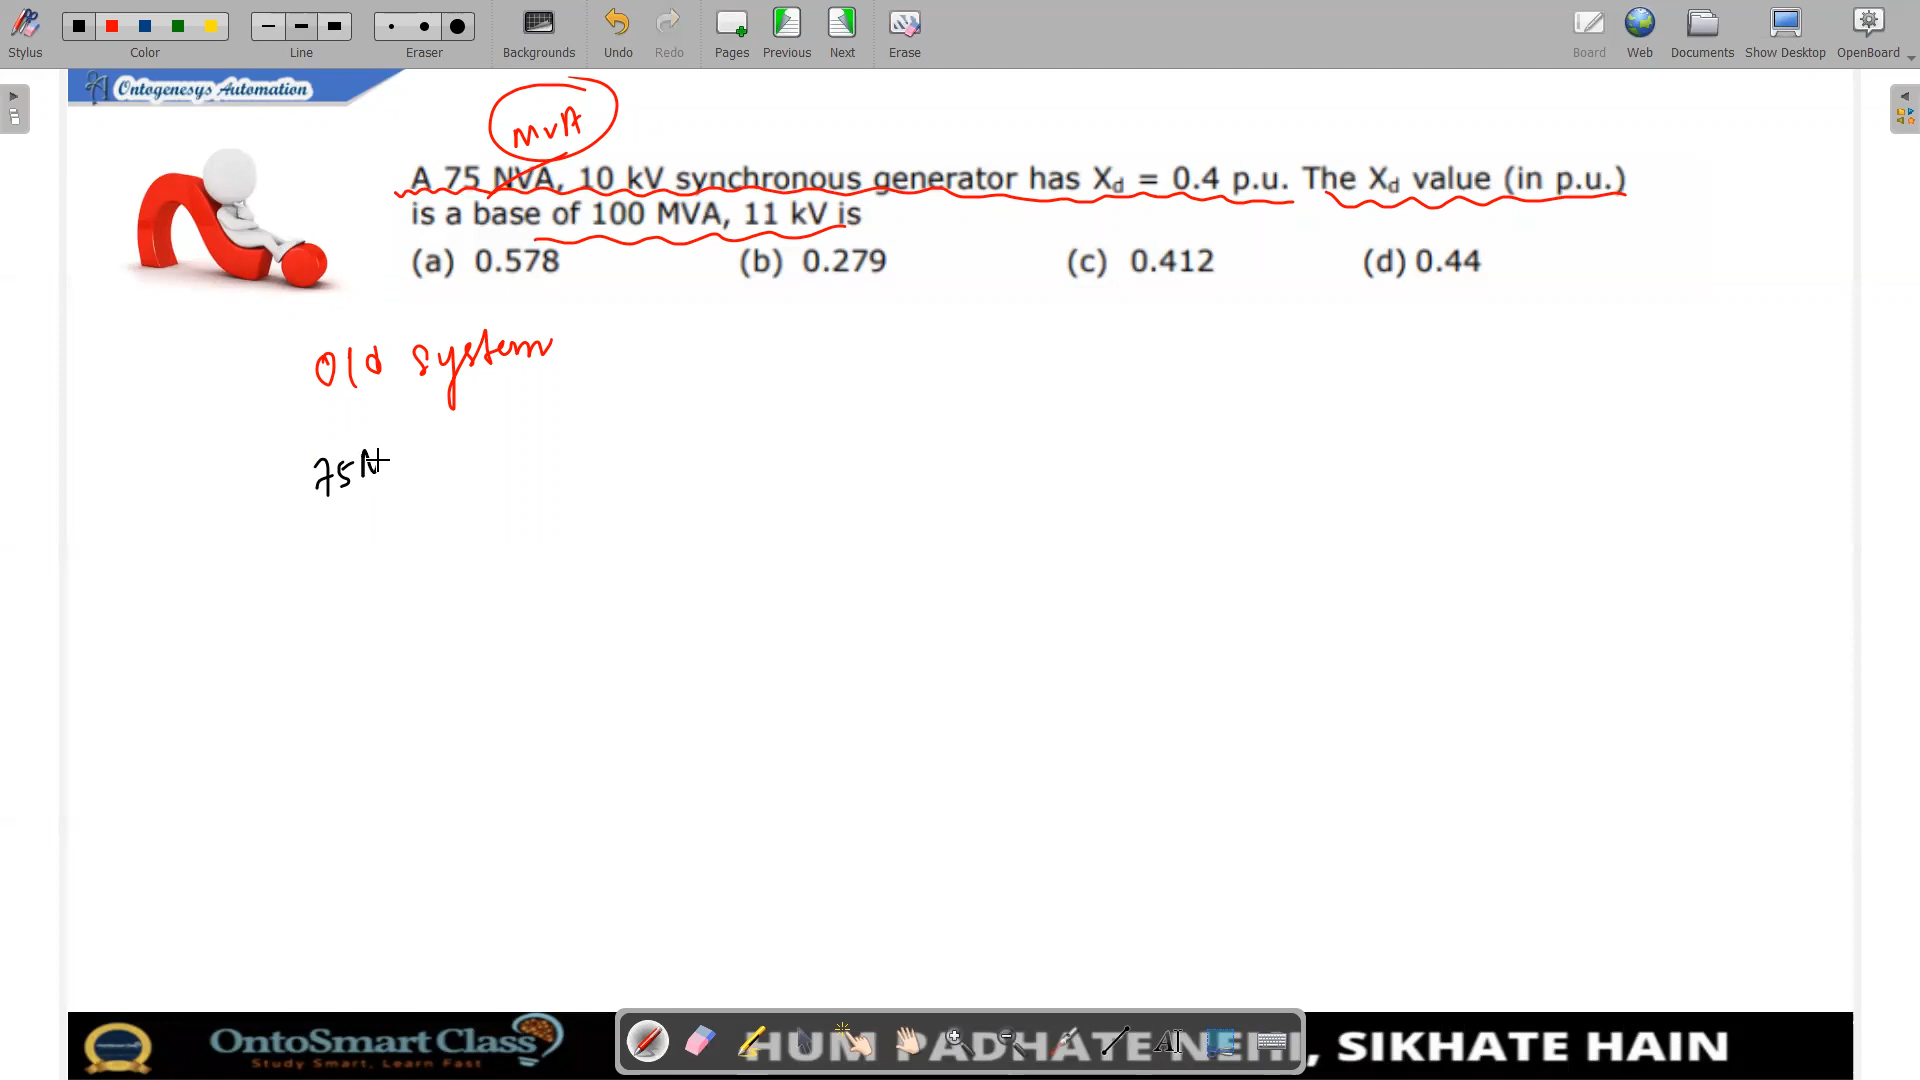 Stylus
Color
Line
Eraser
Backgrounds
Undo
Redo
Pages
Previous
Next
Erase
Board
Web
Documents
Show Desktop
OpenBoard
Ontogenesys Automation
MVA
A 75 NVA, 10 kV synchronous generator has Xd = 0.4 p.u. The Xd value (in p.u.)
is a base of 100 MVA, 11 kV is
(a) 0.578 (b) 0.279 (c) 0.412 (d) 0.44
Old system
75
OntoSmart Class
Study Smart, Learn Fast
HUM PADHATE NEHI, SIKHATE HAIN